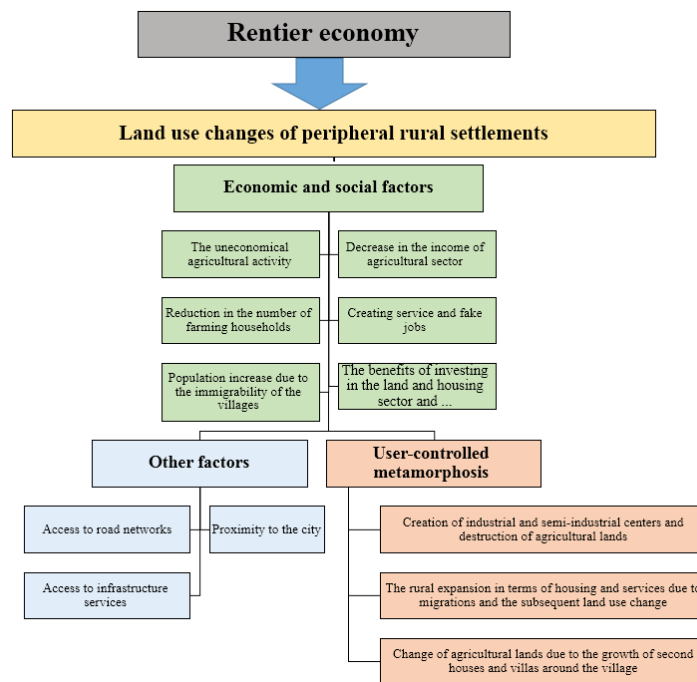 Rentier economy
Land use changes of peripheral rural settlements
Economic and social factors
The uneconomical
agricultural activity
Decrease in the income of
agricultural sector
Reduction in the number of
farming households
Creating service and fake
jobs
Population increase due to
the immigrability of the
villages
The benefits of investing
in the land and housing
sector and ...
Other factors
User-controlled
metamorphosis
Access to road networks
Proximity to the city
Access to infrastructure
services
Creation of industrial and semi-industrial centers and
destruction of agricultural lands
The rural expansion in terms of housing and services due to
migrations and the subsequent land use change
Change of agricultural lands due to the growth of second
houses and villas around the village